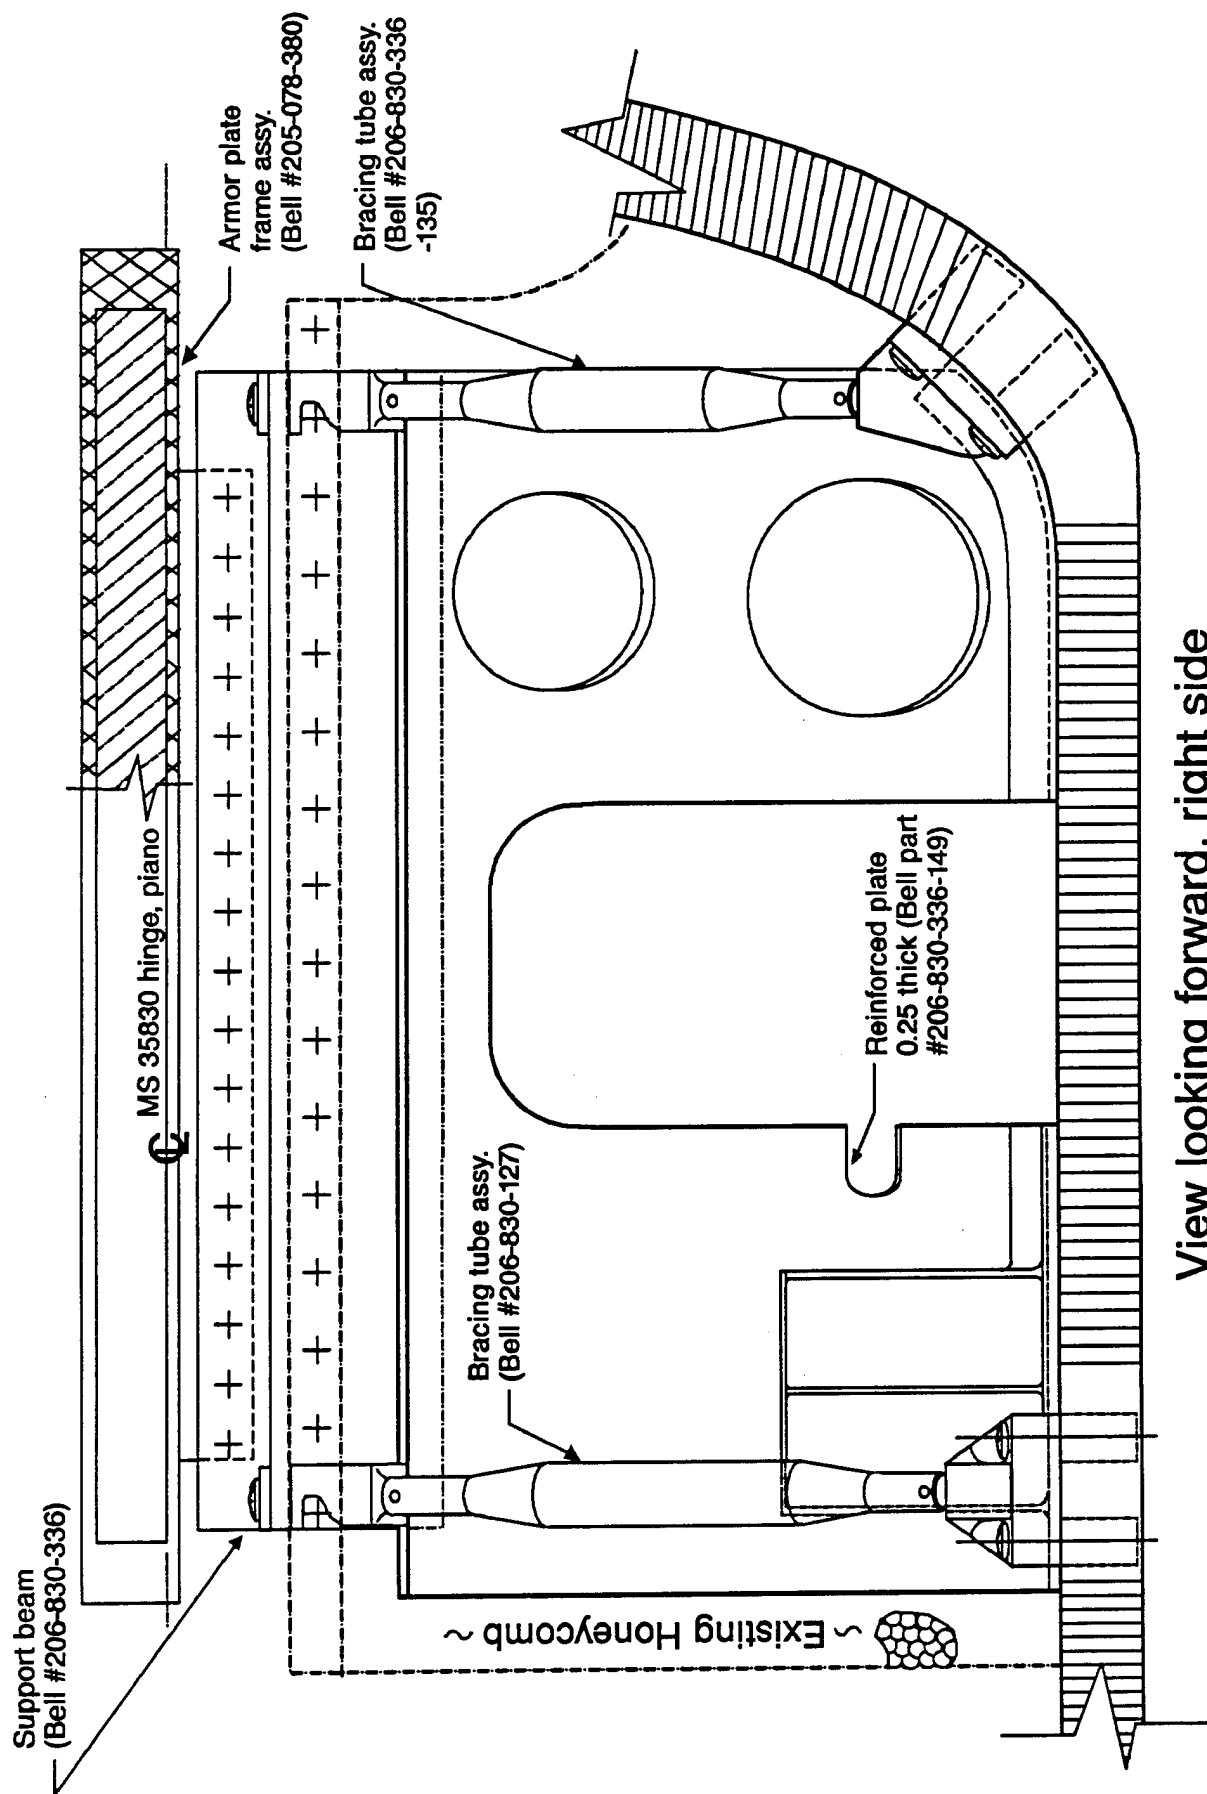 Support beam
(Bell #206-830-336)
Armor plate
frame assy.
(Bell #205-078-380)
Bracing tube assy.
(Bell #206-830-336
-135)
℄ MS 35830 hinge, piano
Bracing tube assy.
(Bell #206-830-127)
Reinforced plate
0.25 thick (Bell part
#206-830-336-149)
~ Existing Honeycomb ~
View looking forward, right side